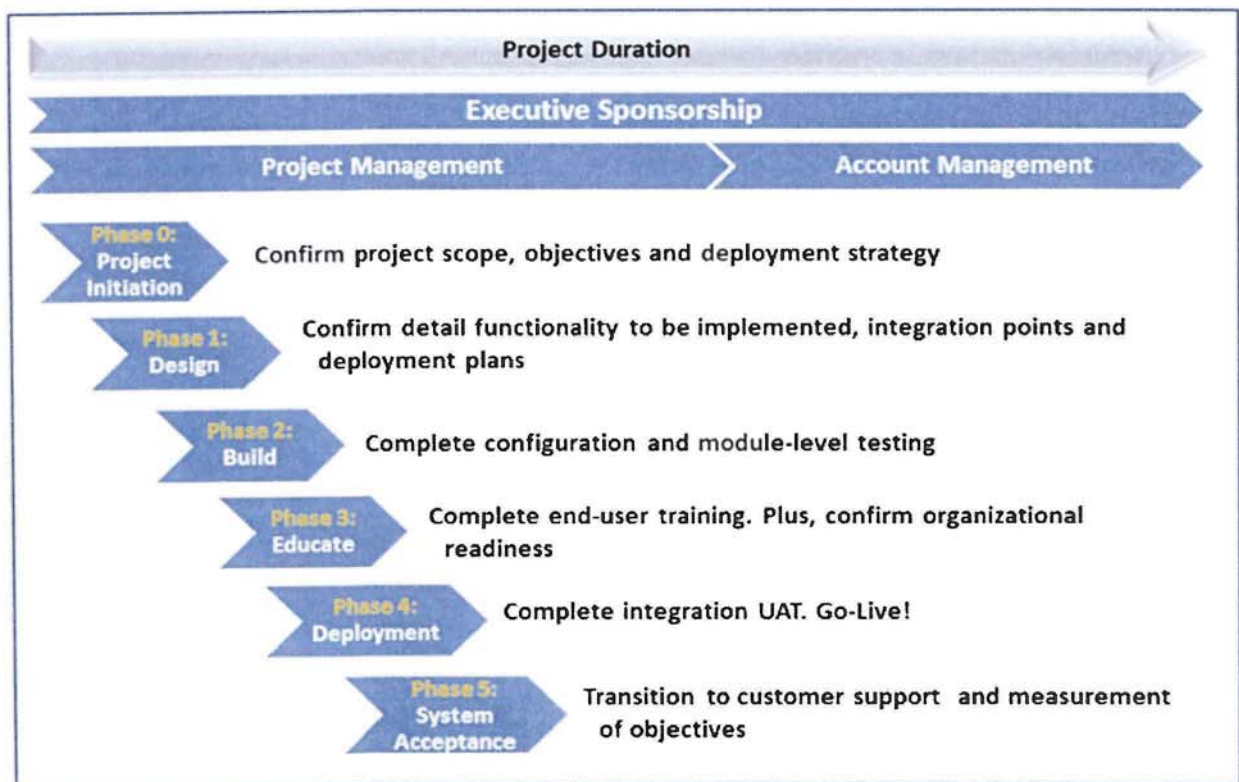 Project Duration
Executive Sponsorship
Project Management
Account Management
Phase 0:
Project
Initiation
Confirm project scope, objectives and deployment strategy
Phase 1:
Design
Confirm detail functionality to be implemented, integration points and
deployment plans
Phase 2:
Build
Complete configuration and module-level testing
Phase 3:
Educate
Complete end-user training. Plus, confirm organizational
readiness
Phase 4:
Deployment
Complete integration UAT. Go-Live!
Phase 5:
System
Acceptance
Transition to customer support and measurement
of objectives